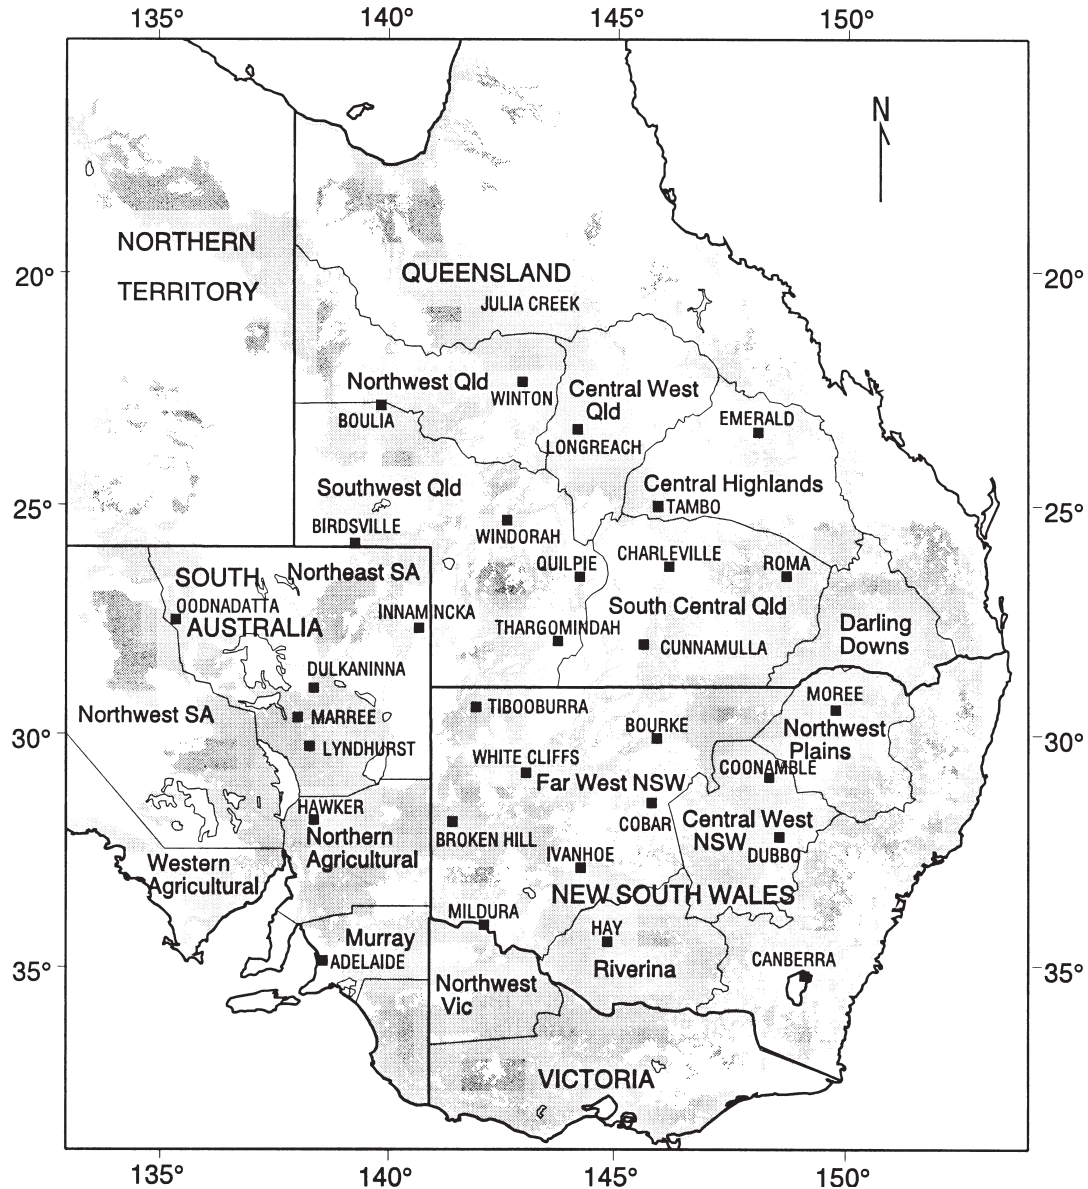 135° 140° 145° 150°
N
NORTHERN
TERRITORY
20° 20°
QUEENSLAND
JULIA CREEK
Northwest Qld
WINTON
Central West
Qld
BOULIA
EMERALD
LONGREACH
Southwest Qld
Central Highlands
TAMBO
25° 25°
BIRDSVILLE
WINDORAH
CHARLEVILLE
QUILPIE
ROMA
SOUTH
Northeast SA
OODNADATTA
INNAMINCKA
South Central Qld
AUSTRALIA
THARGOMINDAH
Darling
Downs
CUNNAMULLA
DULKANINNA
MOREE
Northwest SA
MARREE
TIBOOBURRA
BOURKE
Northwest
Plains
30° 30°
LYNDHURST
WHITE CLIFFS
COONAMBLE
Far West NSW
HAWKER
COBAR
Central West
NSW
Northern
Agricultural
BROKEN HILL
IVANHOE
DUBBO
Western
Agricultural
NEW SOUTH WALES
MILDURA
HAY
Murray
ADELAIDE
CANBERRA
Riverina
35° 35°
Northwest
Vic
VICTORIA
135° 140° 145° 150°